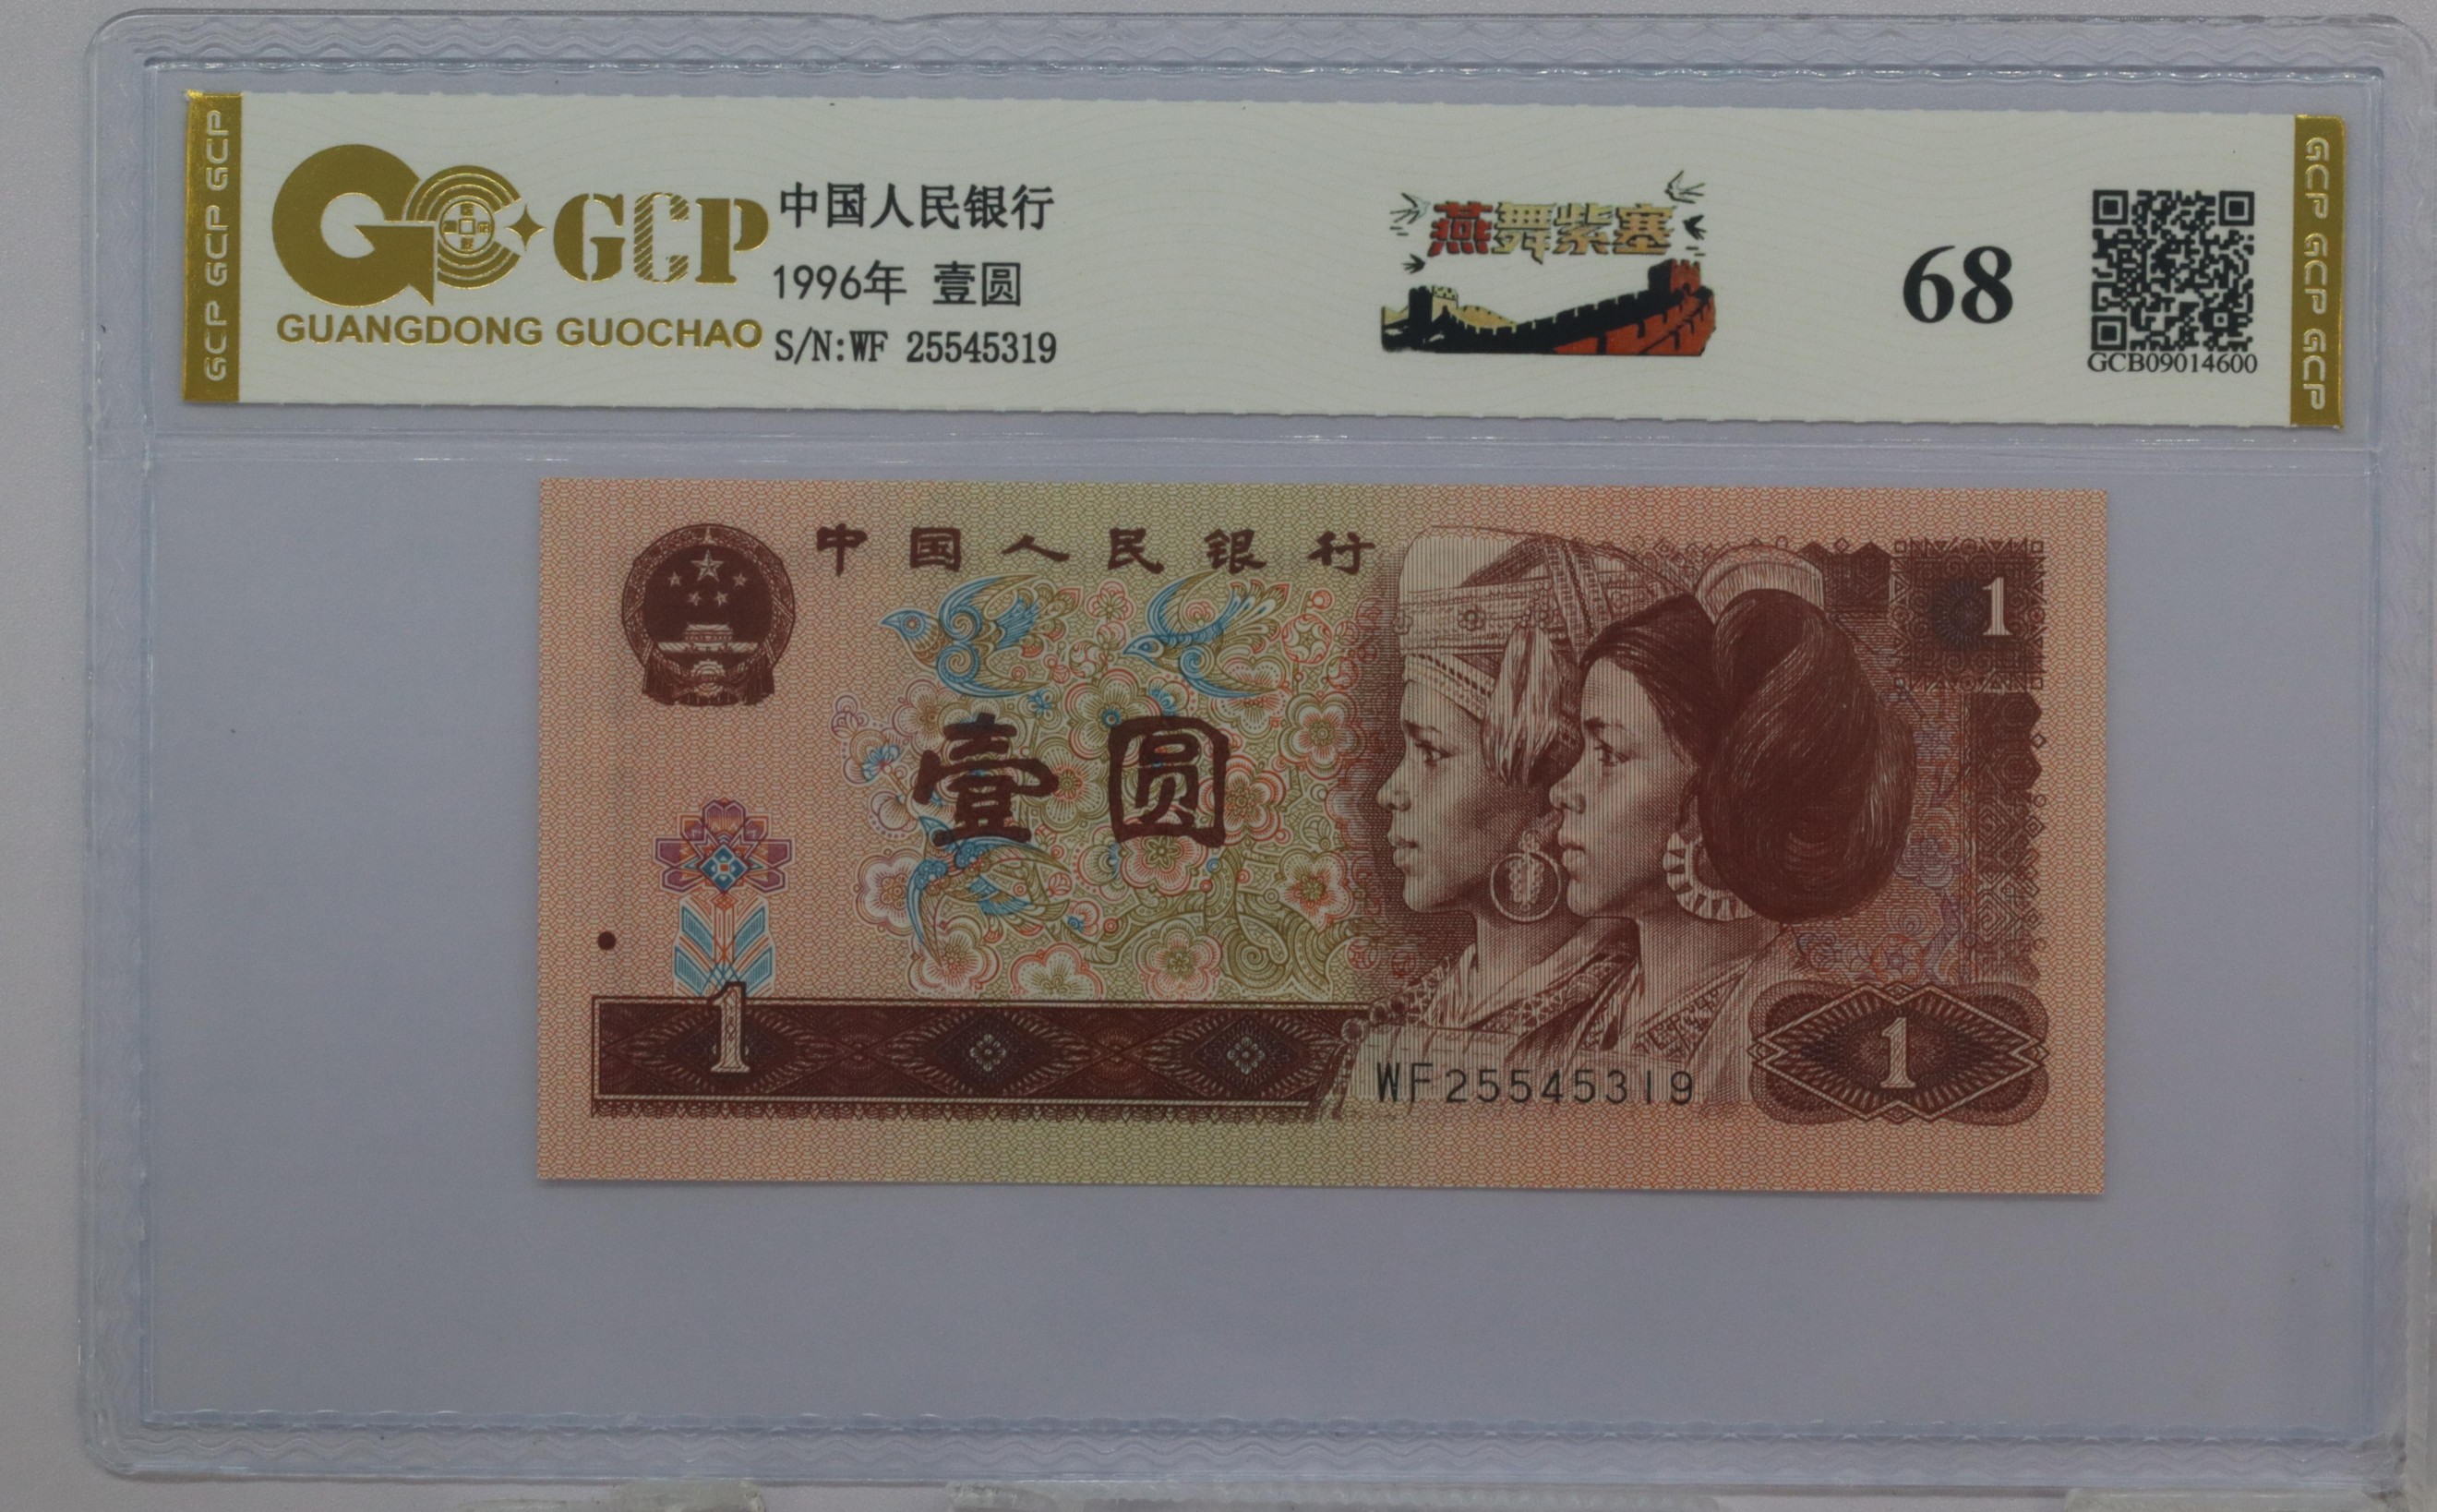 GCP GCP GCP
GCP
GUANGDONG GUOCHAO
中国人民银行
1996年 壹圆
S/N:WF 25545319
燕舞紫塞
68
GCB09014600
GCP GCP GCP
中国人民银行
1
壹圆
1
1
WF25545319